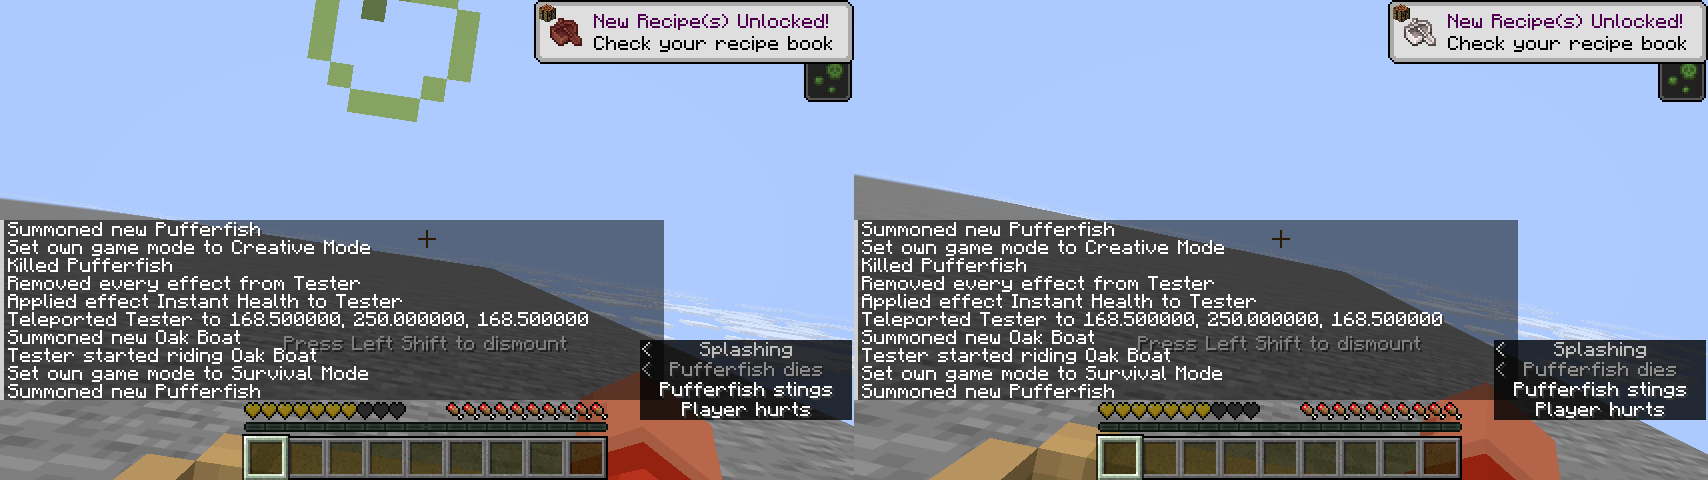 New Recipe(s) Unlocked!
Check your recipe book
Summoned new Pufferfish
Set own game mode to Creative Mode
Killed Pufferfish
Removed every effect from Tester
Applied effect Instant Health to Tester
Teleported Tester to 168.500000, 250.000000, 168.500000
Summoned new Oak Boat
Press Left Shift to dismount
Tester started riding Oak Boat
Set own game mode to Survival Mode
Summoned new Pufferfish
< Splashing
< Pufferfish dies
Pufferfish stings
Player hurts
New Recipe(s) Unlocked!
Check your recipe book
Summoned new Pufferfish
Set own game mode to Creative Mode
Killed Pufferfish
Removed every effect from Tester
Applied effect Instant Health to Tester
Teleported Tester to 168.500000, 250.000000, 168.500000
Summoned new Oak Boat
Press Left Shift to dismount
Tester started riding Oak Boat
Set own game mode to Survival Mode
Summoned new Pufferfish
< Splashing
< Pufferfish dies
Pufferfish stings
Player hurts